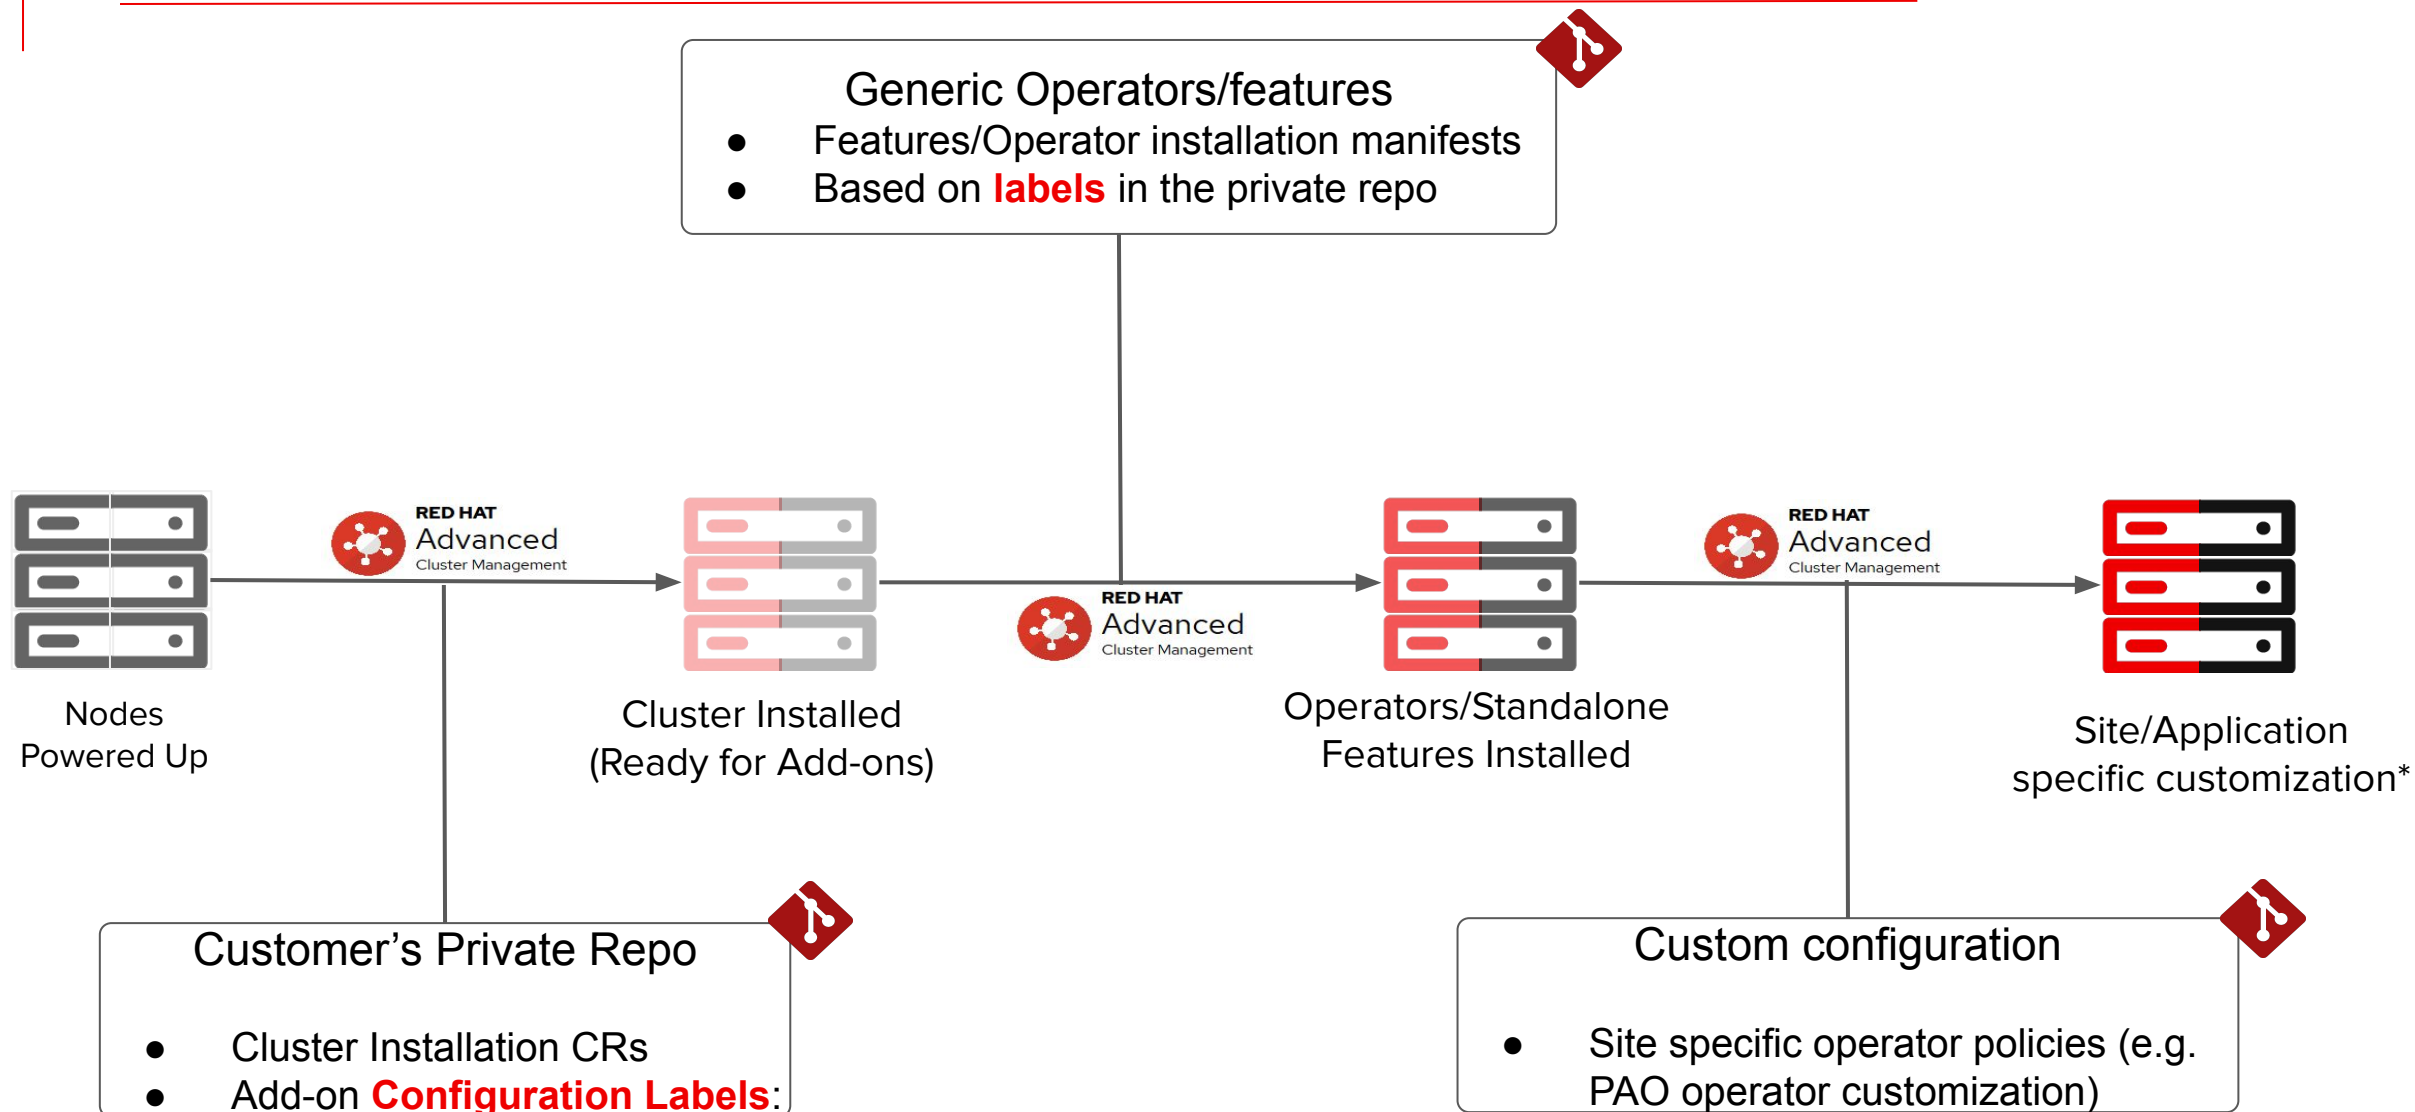 Generic Operators/features
● Features/Operator installation manifests
● Based on labels in the private repo
RED HAT
Advanced
Cluster Management
RED HAT
Advanced
Cluster Management
RED HAT
Advanced
Cluster Management
Nodes
Powered Up
Cluster Installed
(Ready for Add-ons)
Operators/Standalone
Features Installed
Site/Application
specific customization*
Customer’s Private Repo
● Cluster Installation CRs
● Add-on Configuration Labels:
Custom configuration
● Site specific operator policies (e.g.
PAO operator customization)